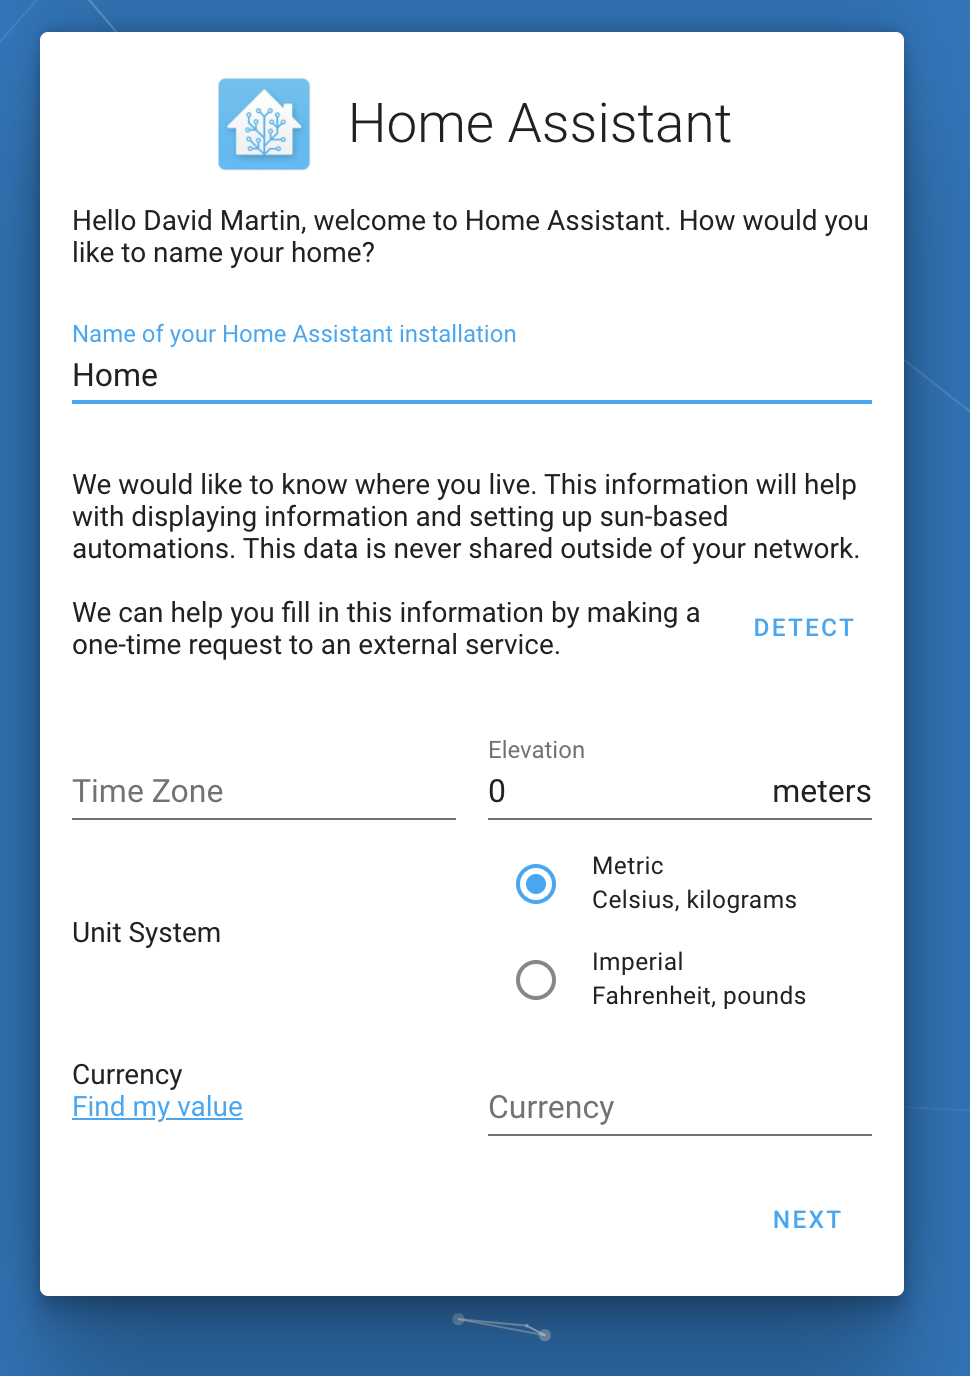 Home Assistant
Hello David Martin, welcome to Home Assistant. How would you
like to name your home?
Name of your Home Assistant installation
Home
We would like to know where you live. This information will help
with displaying information and setting up sun-based
automations. This data is never shared outside of your network.
We can help you fill in this information by making a
one-time request to an external service.
DETECT
Time Zone
Elevation
0 meters
Unit System
Metric
Celsius, kilograms
Imperial
Fahrenheit, pounds
Currency
Find my value
Currency
NEXT